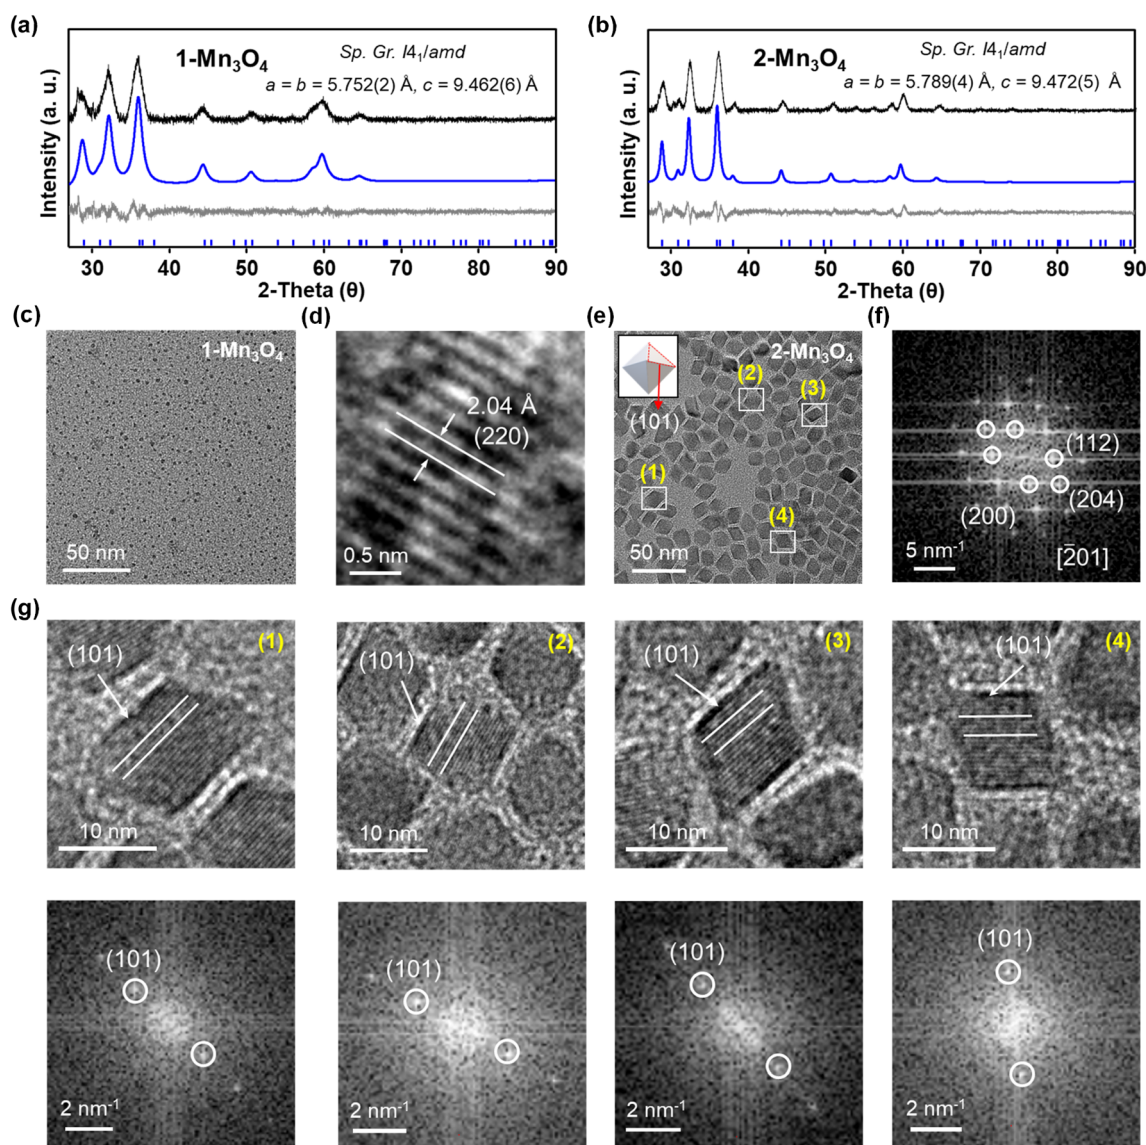 (a)
1-Mn₃O₄
Sp. Gr. I4₁/amd
a = b = 5.752(2) Å, c = 9.462(6) Å
Intensity (a. u.)
30 40 50 60 70 80 90
2-Theta (θ)
(b)
2-Mn₃O₄
Sp. Gr. I4₁/amd
a = b = 5.789(4) Å, c = 9.472(5) Å
Intensity (a. u.)
30 40 50 60 70 80 90
2-Theta (θ)
(c)
1-Mn₃O₄
50 nm
(d)
2.04 Å
(220)
0.5 nm
(e)
2-Mn₃O₄
(101)
(2)
(3)
(1)
(4)
50 nm
(f)
(112)
(204)
(200)
5 nm⁻¹
[2̅01]
(g)
(101)
(1)
10 nm
(101)
(2)
10 nm
(101)
(3)
10 nm
(101)
(4)
10 nm
(101)
2 nm⁻¹
(101)
2 nm⁻¹
(101)
2 nm⁻¹
(101)
2 nm⁻¹